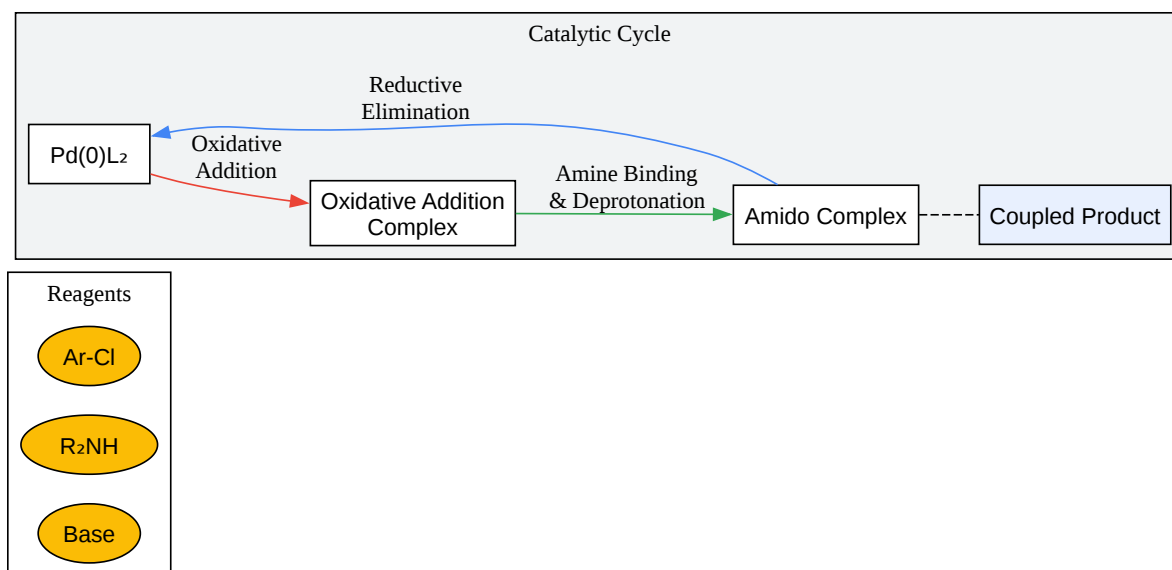 Catalytic Cycle
Reductive
Elimination
Pd(0)L₂
Oxidative
Addition
Oxidative Addition
Complex
Amine Binding
& Deprotonation
Amido Complex
Coupled Product
Reagents
Ar-Cl
R₂NH
Base